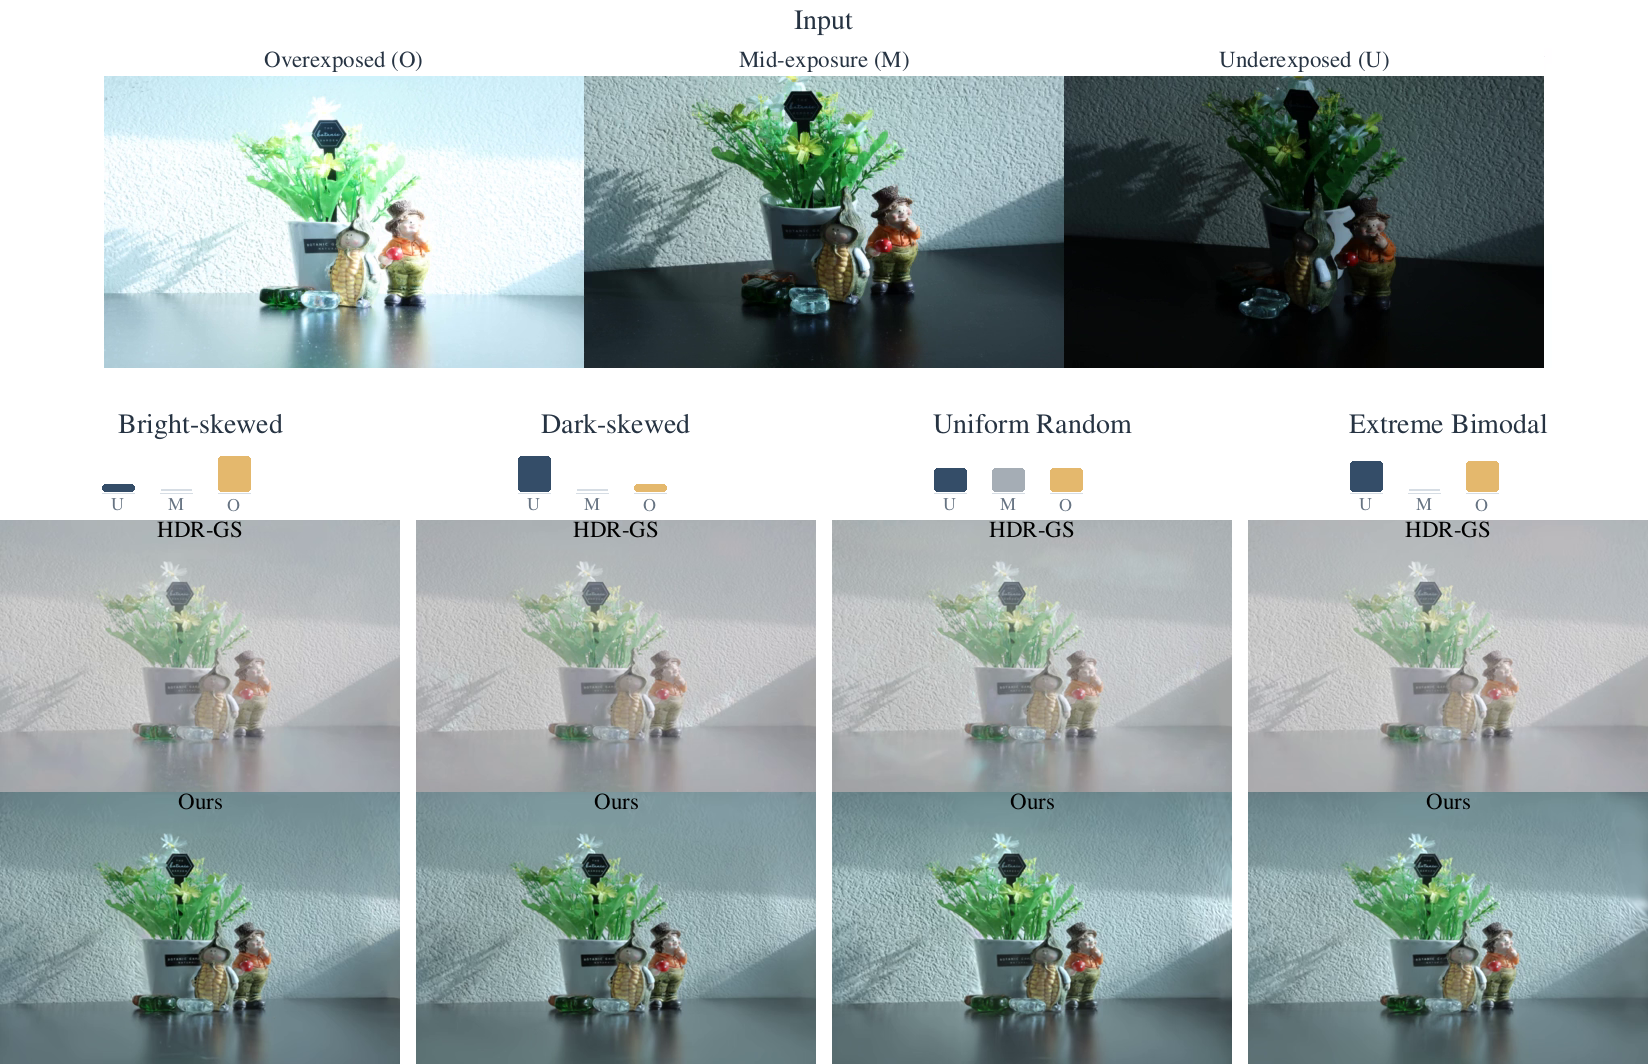 Input
Overexposed (O)
Mid-exposure (M)
Underexposed (U)
Bright-skewed
Dark-skewed
Uniform Random
Extreme Bimodal
U M O
U M O
U M O
U M O
HDR-GS
HDR-GS
HDR-GS
HDR-GS
Ours
Ours
Ours
Ours